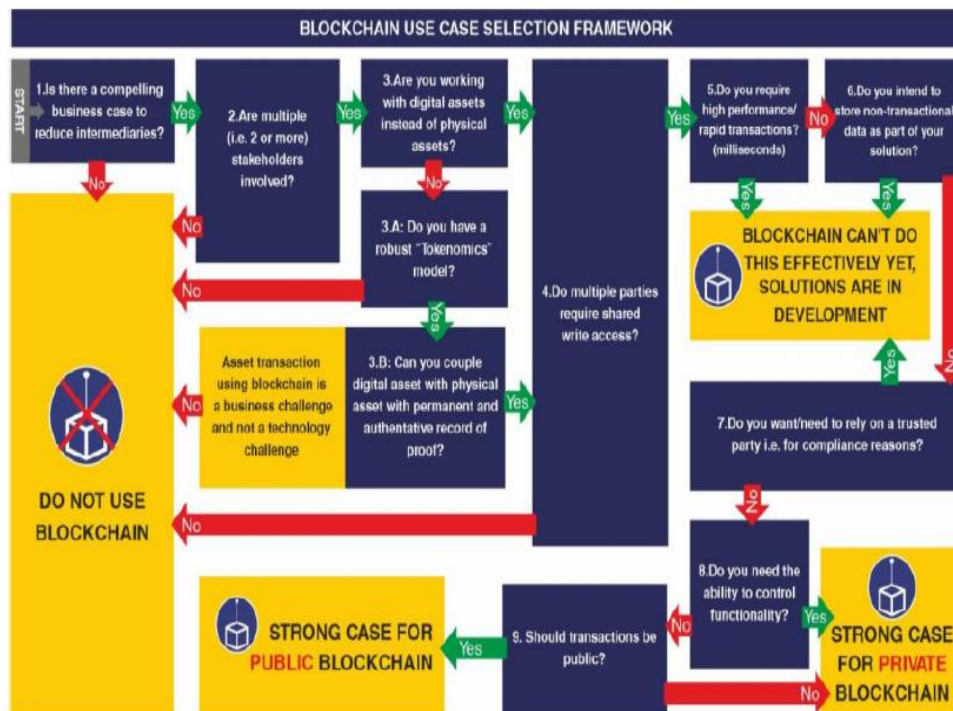 BLOCKCHAIN USE CASE SELECTION FRAMEWORK
START
1.Is there a compelling
business case to
reduce intermediaries?
Yes
No
2.Are multiple
(i.e. 2 or more)
stakeholders
involved?
Yes
No
3.Are you working
with digital assets
instead of physical
assets?
Yes
No
3.A: Do you have a
robust "Tokenomics"
model?
No
Yes
Asset transaction
using blockchain is
a business challenge
and not a technology
challenge
No
3.B: Can you couple
digital asset with physical
asset with permanent and
authentative record of
proof?
Yes
4.Do multiple parties
require shared
write access?
Yes
No
5.Do you require
high performance/
rapid transactions?
(milliseconds)
No
Yes
6.Do you intend to
store non-transactional
data as part of your
solution?
Yes
No
BLOCKCHAIN CAN'T DO
THIS EFFECTIVELY YET,
SOLUTIONS ARE IN
DEVELOPMENT
Yes
7.Do you want/need to rely on a trusted
party i.e. for compliance reasons?
No
8.Do you need the
ability to control
functionality?
Yes
No
9. Should transactions be
public?
Yes
No
DO NOT USE
BLOCKCHAIN
STRONG CASE FOR
PUBLIC BLOCKCHAIN
STRONG CASE
FOR PRIVATE
BLOCKCHAIN